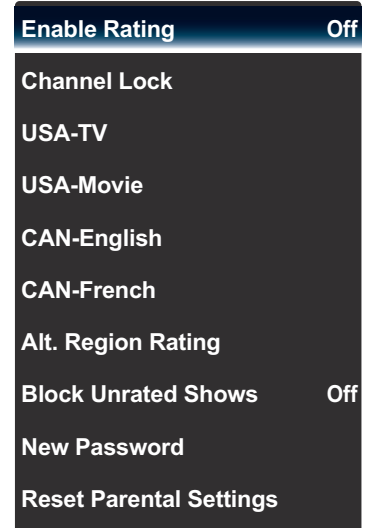 Enable Rating Off
Channel Lock
USA-TV
USA-Movie
CAN-English
CAN-French
Alt. Region Rating
Block Unrated Shows Off
New Password
Reset Parental Settings